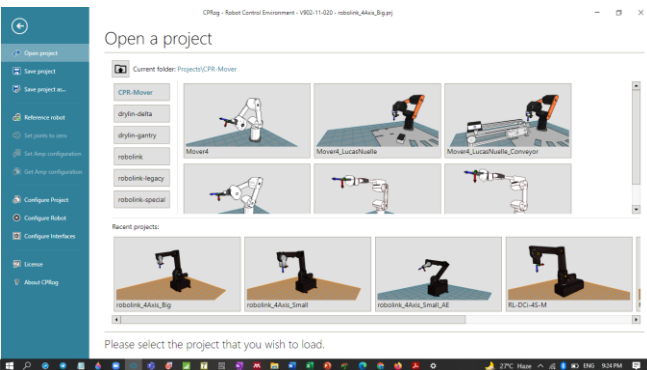 CPRog - Robot Control Environment - V902-11-020 - robolink_4Axis_Big.prj
Open a project
Open project
Save project
Save project as...
Reference robot
Set joints to zero
Set Amp configuration
Get Amp configuration
Configure Project
Configure Robot
Configure Interfaces
License
About CPRog
Current folder: Projects\CPR-Mover
CPR-Mover
drylin-delta
drylin-gantry
robolink
robolink-legacy
robolink-special
Mover4
Mover4_LucasNuelle
Mover4_LucasNuelle_Conveyor
Recent projects:
robolink_4Axis_Big
robolink_4Axis_Small
robolink_4Axis_Small_AE
RL-DCi-4S-M
Please select the project that you wish to load.
27°C Haze
ENG
9:24 PM